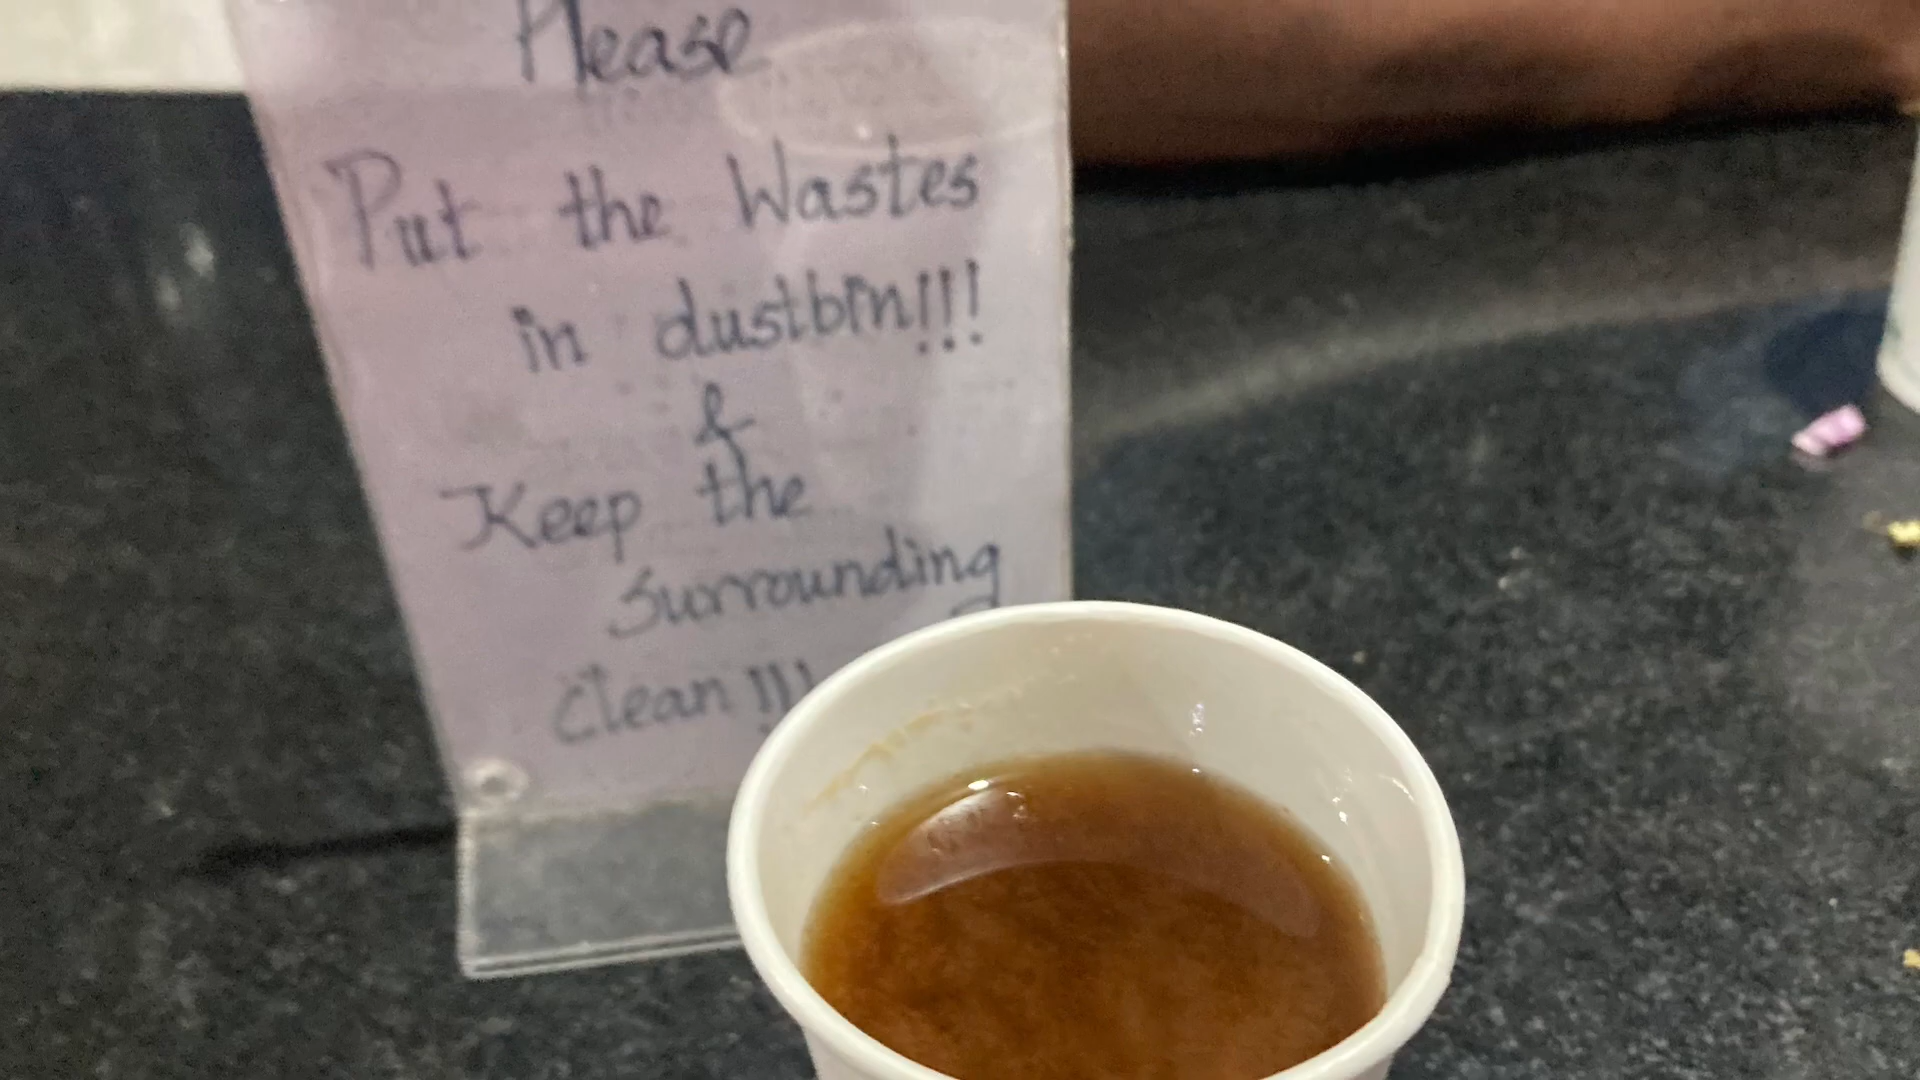 Please
Put the Wastes
in dustbin!!!
&
Keep the
surrounding
clean!!!